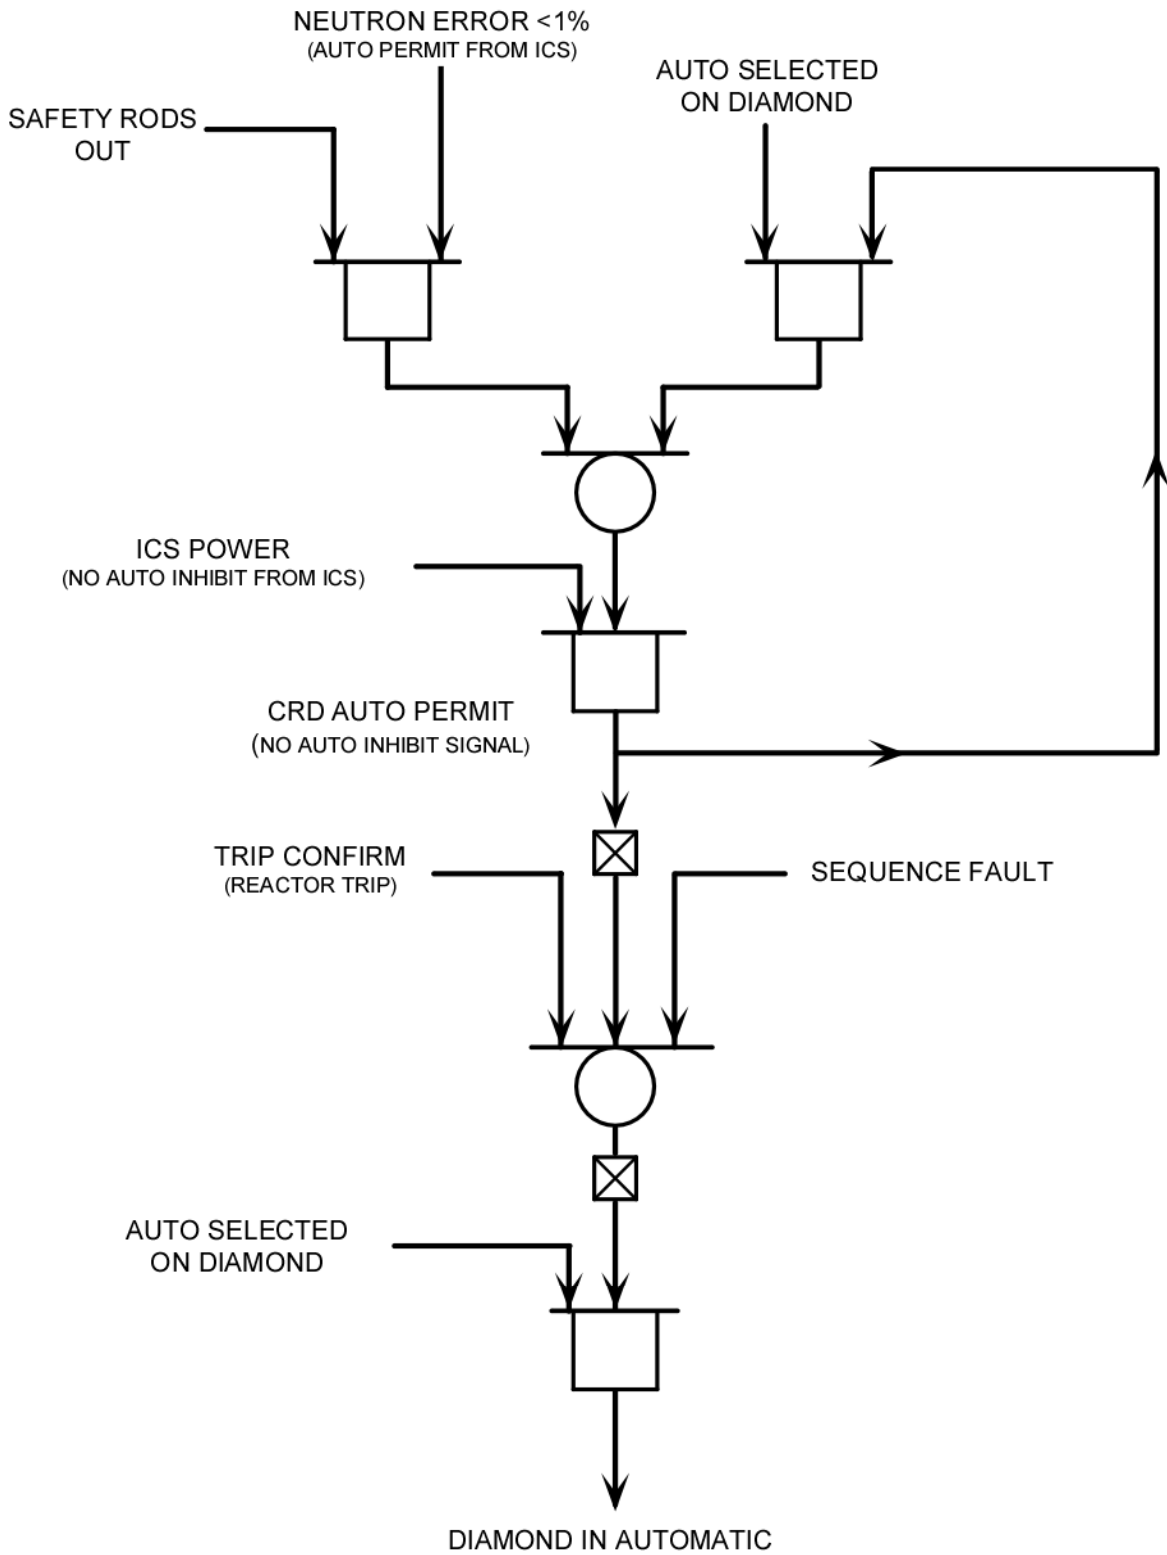 NEUTRON ERROR <1%
(AUTO PERMIT FROM ICS)
AUTO SELECTED
ON DIAMOND
SAFETY RODS
OUT
ICS POWER
(NO AUTO INHIBIT FROM ICS)
CRD AUTO PERMIT
(NO AUTO INHIBIT SIGNAL)
TRIP CONFIRM
(REACTOR TRIP)
SEQUENCE FAULT
AUTO SELECTED
ON DIAMOND
DIAMOND IN AUTOMATIC